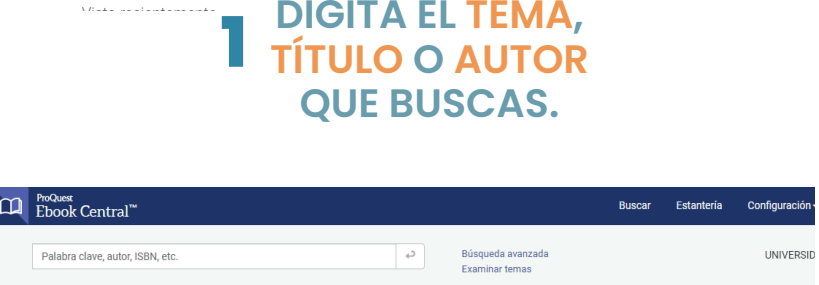 1
DIGITA EL TEMA,
TÍTULO O AUTOR
QUE BUSCAS.
ProQuest
Ebook Central™
Buscar Estantería Configuración
Palabra clave, autor, ISBN, etc.
Búsqueda avanzada
Examinar temas
UNIVERSID